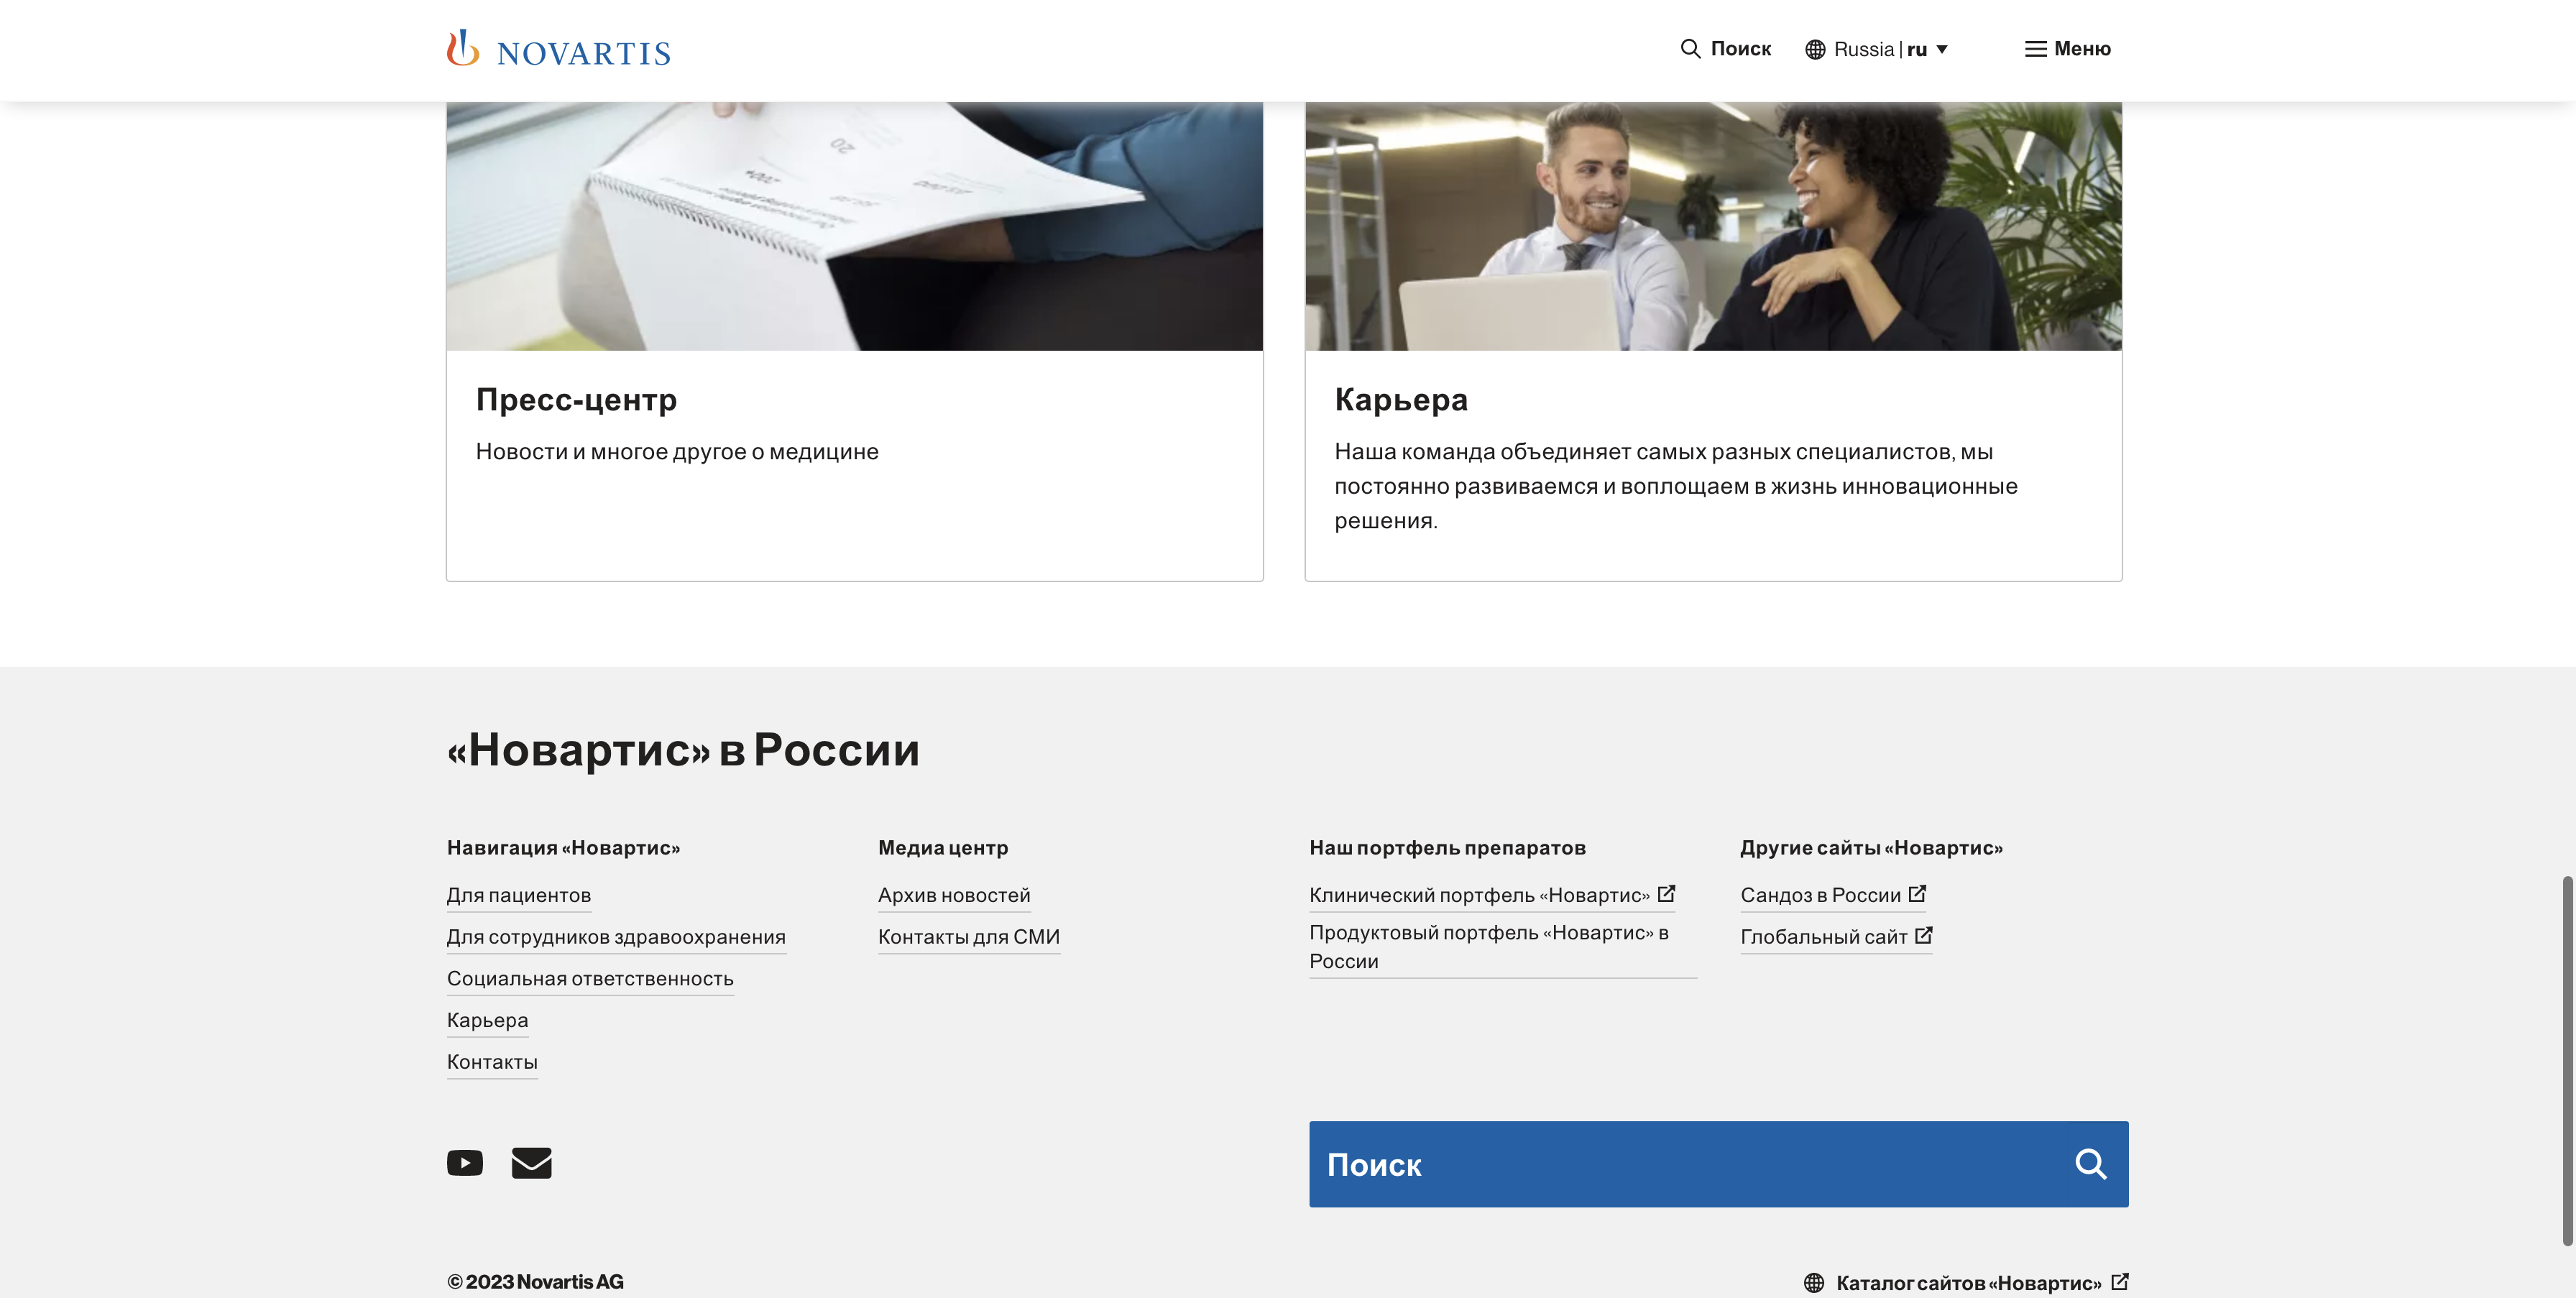 NOVARTIS
Поиск
Russia | ru
Меню
20
Пресс-центр
Новости и многое другое о медицине
Карьера
Наша команда объединяет самых разных специалистов, мы
постоянно развиваемся и воплощаем в жизнь инновационные
решения.
«Новартис» в России
Навигация «Новартис»
Для пациентов
Для сотрудников здравоохранения
Социальная ответственность
Карьера
Контакты
Медиа центр
Архив новостей
Контакты для СМИ
Наш портфель препаратов
Клинический портфель «Новартис»
Продуктовый портфель «Новартис» в
России
Другие сайты «Новартис»
Сандоз в России
Глобальный сайт
Поиск
© 2023 Novartis AG
Каталог сайтов «Новартис»